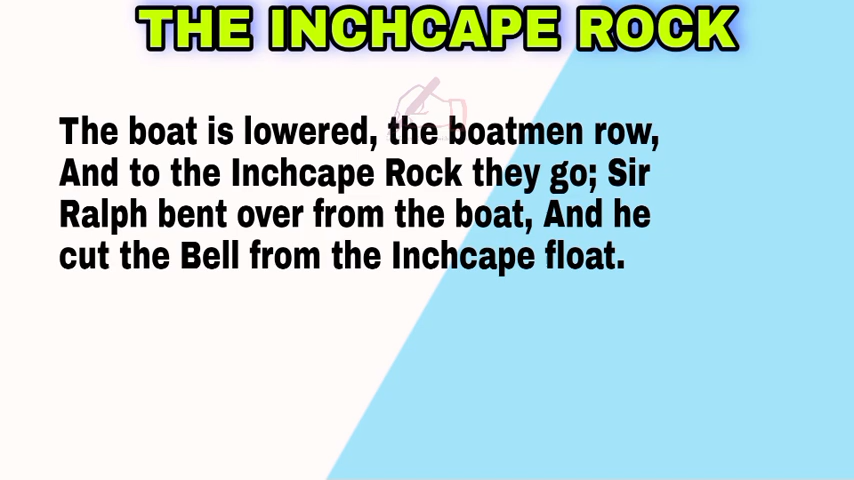 THE INCHCAPE ROCK
The boat is lowered, the boatmen row,
And to the Inchcape Rock they go; Sir
Ralph bent over from the boat, And he
cut the Bell from the Inchcape float.